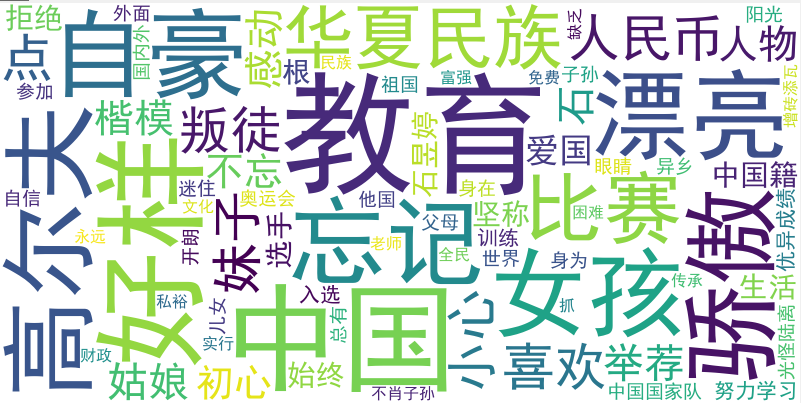 拒绝
外面
国内外
点
参加
自豪
感动
华夏民族
根
民族
祖国
富强
缺乏
人民币
人物
阳光
免费
子孙
增砖添瓦
高尔夫
楷模
叛徒
教育
石昱婷
石
漂亮
爱国
眼睛
异乡
中国籍
好样
不忘
自信
迷住
文化
奥运会
他国
身在
坚称
比赛
困难
骄傲
优异成绩
永远
开朗
妹子
选手
忘记
父母
老师
训练
全民
世界
身为
女孩
传承
生活
光怪陆离
私裕
儿女
入选
中国
总有
小心
抓
财政
实行
姑娘
初心
始终
不肖子孙
喜欢
举荐
中国国家队
努力学习